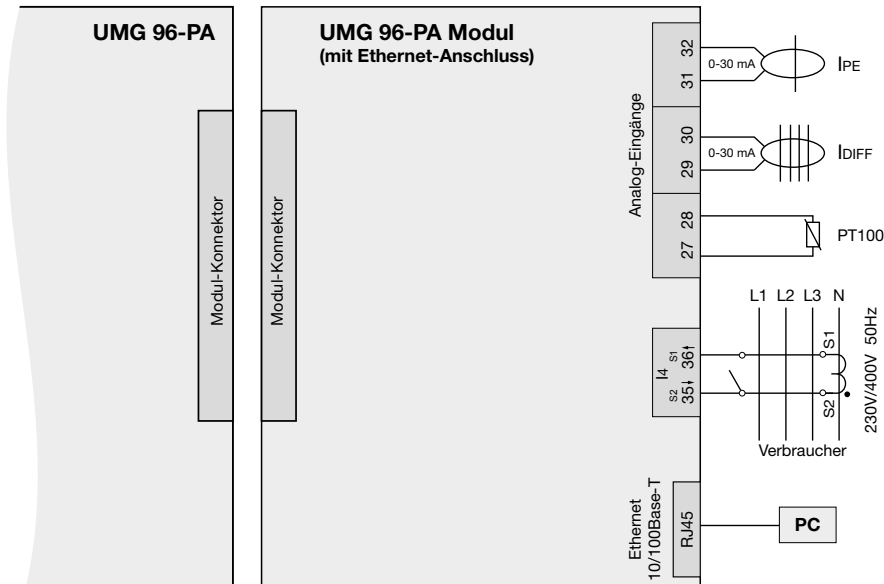 UMG 96-PA
UMG 96-PA Modul
(mit Ethernet-Anschluss)
Modul-Konnektor
Modul-Konnektor
Analog-Eingänge
32
31
0-30 mA
IPE
30
29
0-30 mA
IDIFF
28
27
PT100
L1 L2 L3 N
I4
S1
36
S2
35
S1
S2
230V/400V 50Hz
Verbraucher
Ethernet
10/100Base-T
RJ45
PC